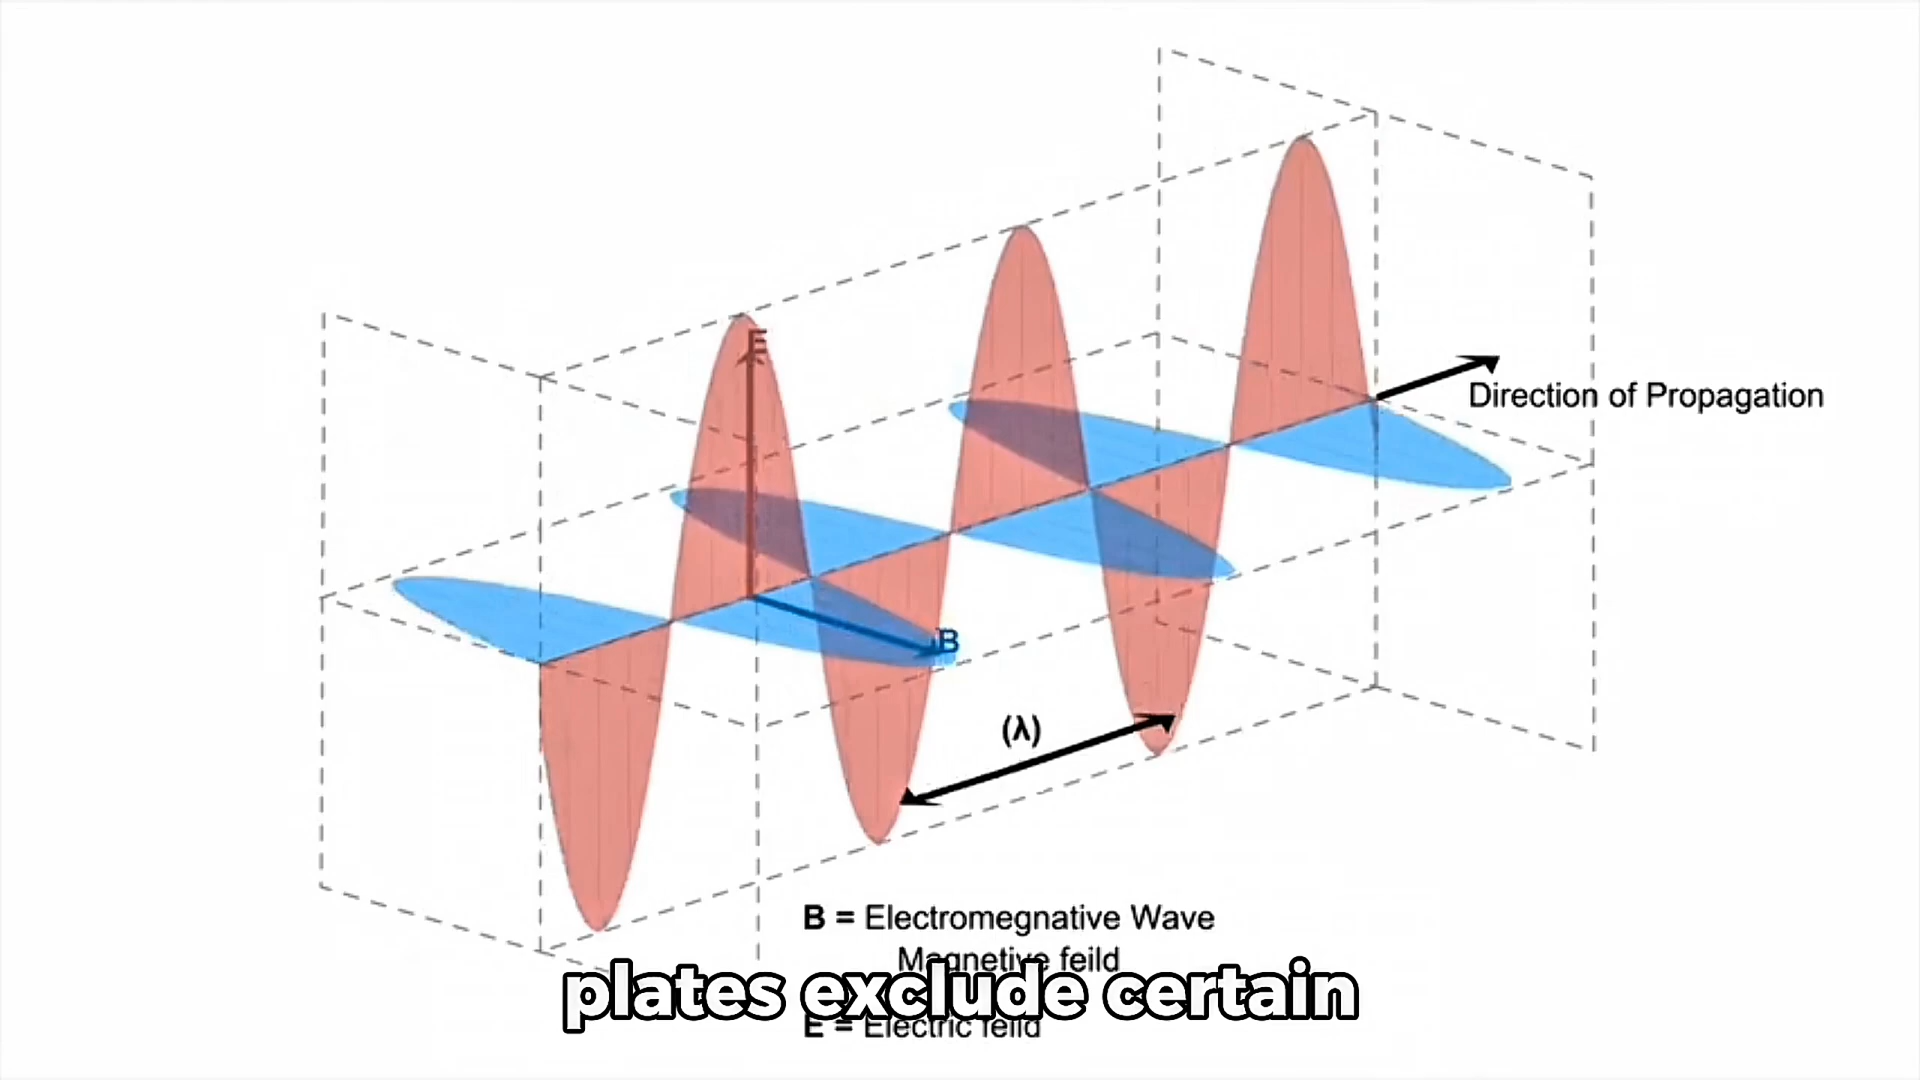 E
Direction of Propagation
B
(λ)
B = Electromegnative Wave
Magnetive feild
plates exclude certain
E = Electric feild